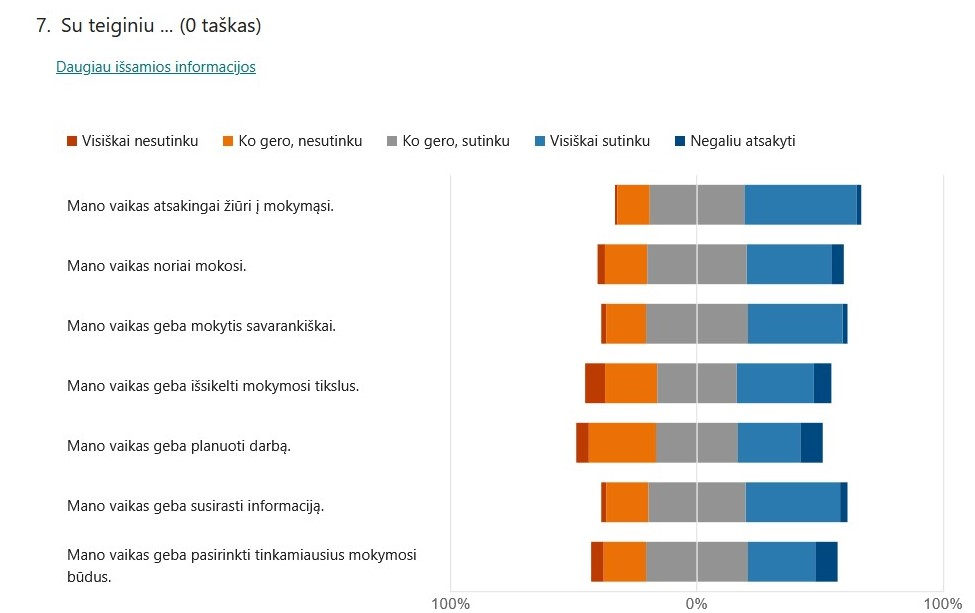 7. Su teiginiu ... (0 taškas)
Daugiau išsamios informacijos
Visiškai nesutinku Ko gero, nesutinku Ko gero, sutinku Visiškai sutinku Negaliu atsakyti
Mano vaikas atsakingai žiūri į mokymąsi.
Mano vaikas noriai mokosi.
Mano vaikas geba mokytis savarankiškai.
Mano vaikas geba išsikelti mokymosi tikslus.
Mano vaikas geba planuoti darbą.
Mano vaikas geba susirasti informaciją.
Mano vaikas geba pasirinkti tinkamiausius mokymosi
būdus.
100% 0% 100%